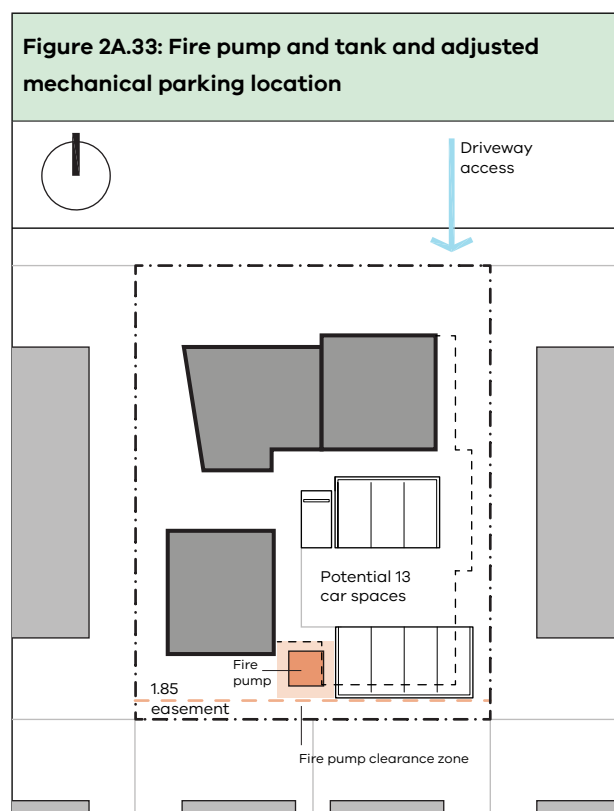 Figure 2A.33: Fire pump and tank and adjusted
mechanical parking location
Driveway
access
Potential 13
car spaces
Fire
pump
1.85
easement
Fire pump clearance zone